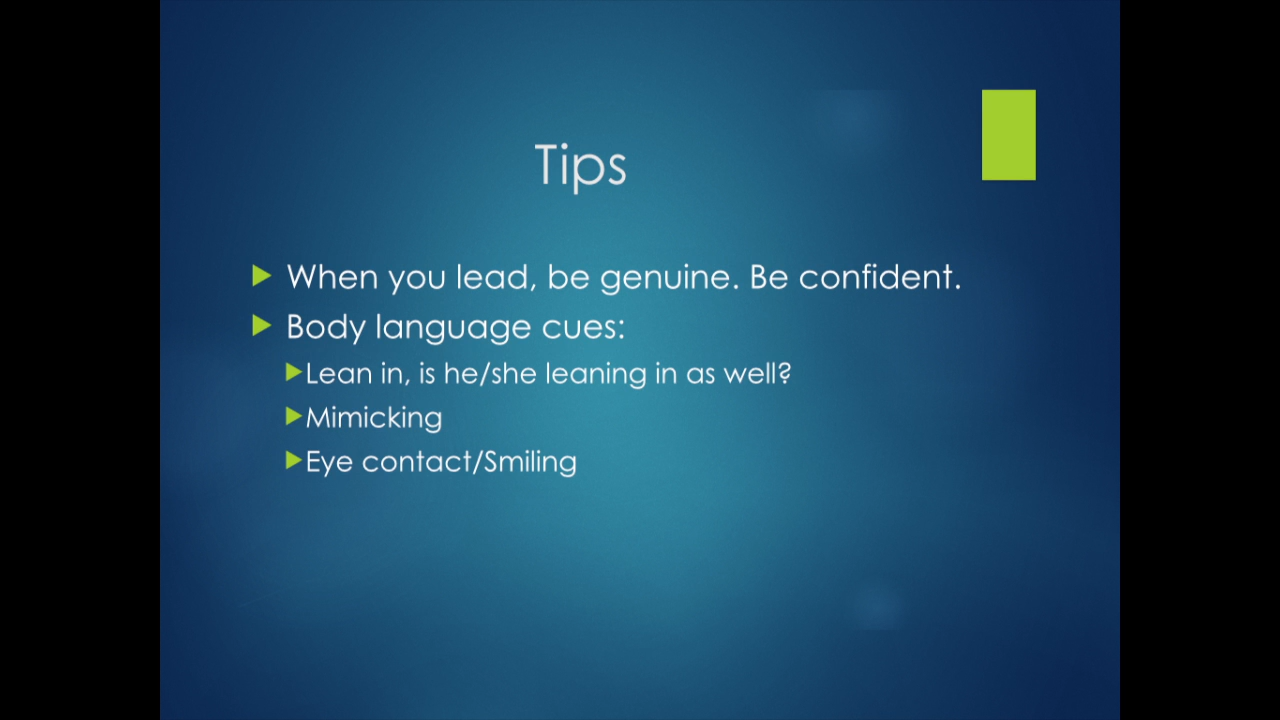 Tips
When you lead, be genuine. Be confident.
Body language cues:
Lean in, is he/she leaning in as well?
Mimicking
Eye contact/Smiling